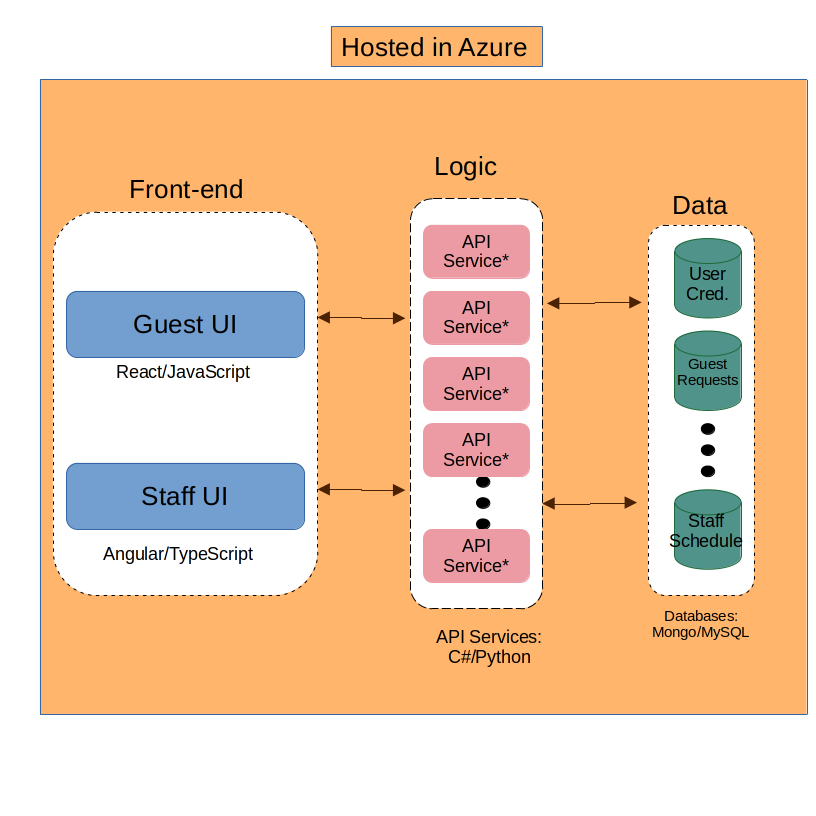 Hosted in Azure
Front-end
Guest UI
React/JavaScript
Staff UI
Angular/TypeScript
Logic
API
Service*
API
Service*
API
Service*
API
Service*
API
Service*
API Services:
C#/Python
Data
User
Cred.
Guest
Requests
Staff
Schedule
Databases:
Mongo/MySQL